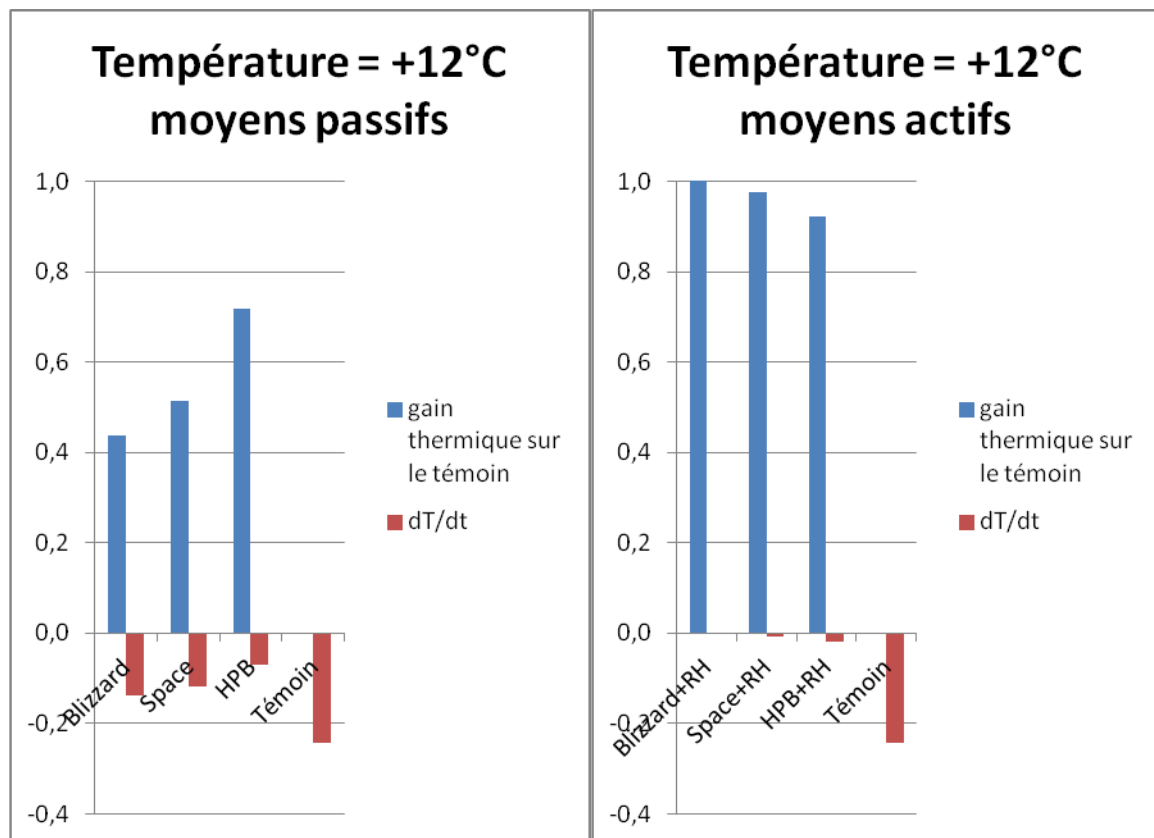 Température = +12°C
moyens passifs
1,0
0,8
0,6
0,4
0,2
0,0
-0,2
-0,4
Blizzard
Space
HPB
Témoin
gain
thermique sur
le témoin
dT/dt
Température = +12°C
moyens actifs
1,0
0,8
0,6
0,4
0,2
0,0
-0,2
-0,4
Blizzard+RH
Space+RH
HPB+RH
Témoin
gain
thermique sur
le témoin
dT/dt